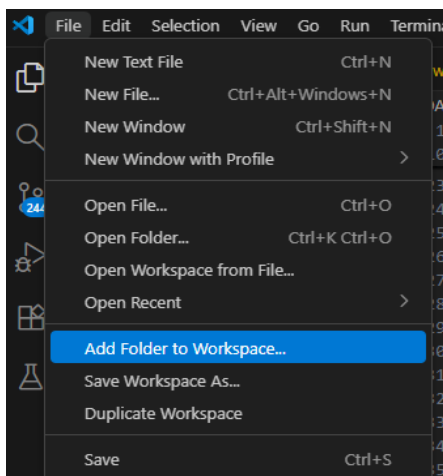 File Edit Selection View Go Run Termin
New Text File Ctrl+N
New File... Ctrl+Alt+Windows+N
New Window Ctrl+Shift+N
New Window with Profile
Open File... Ctrl+O
244
Open Folder... Ctrl+K Ctrl+O
Open Workspace from File...
Open Recent
Add Folder to Workspace...
Save Workspace As...
Duplicate Workspace
Save Ctrl+S